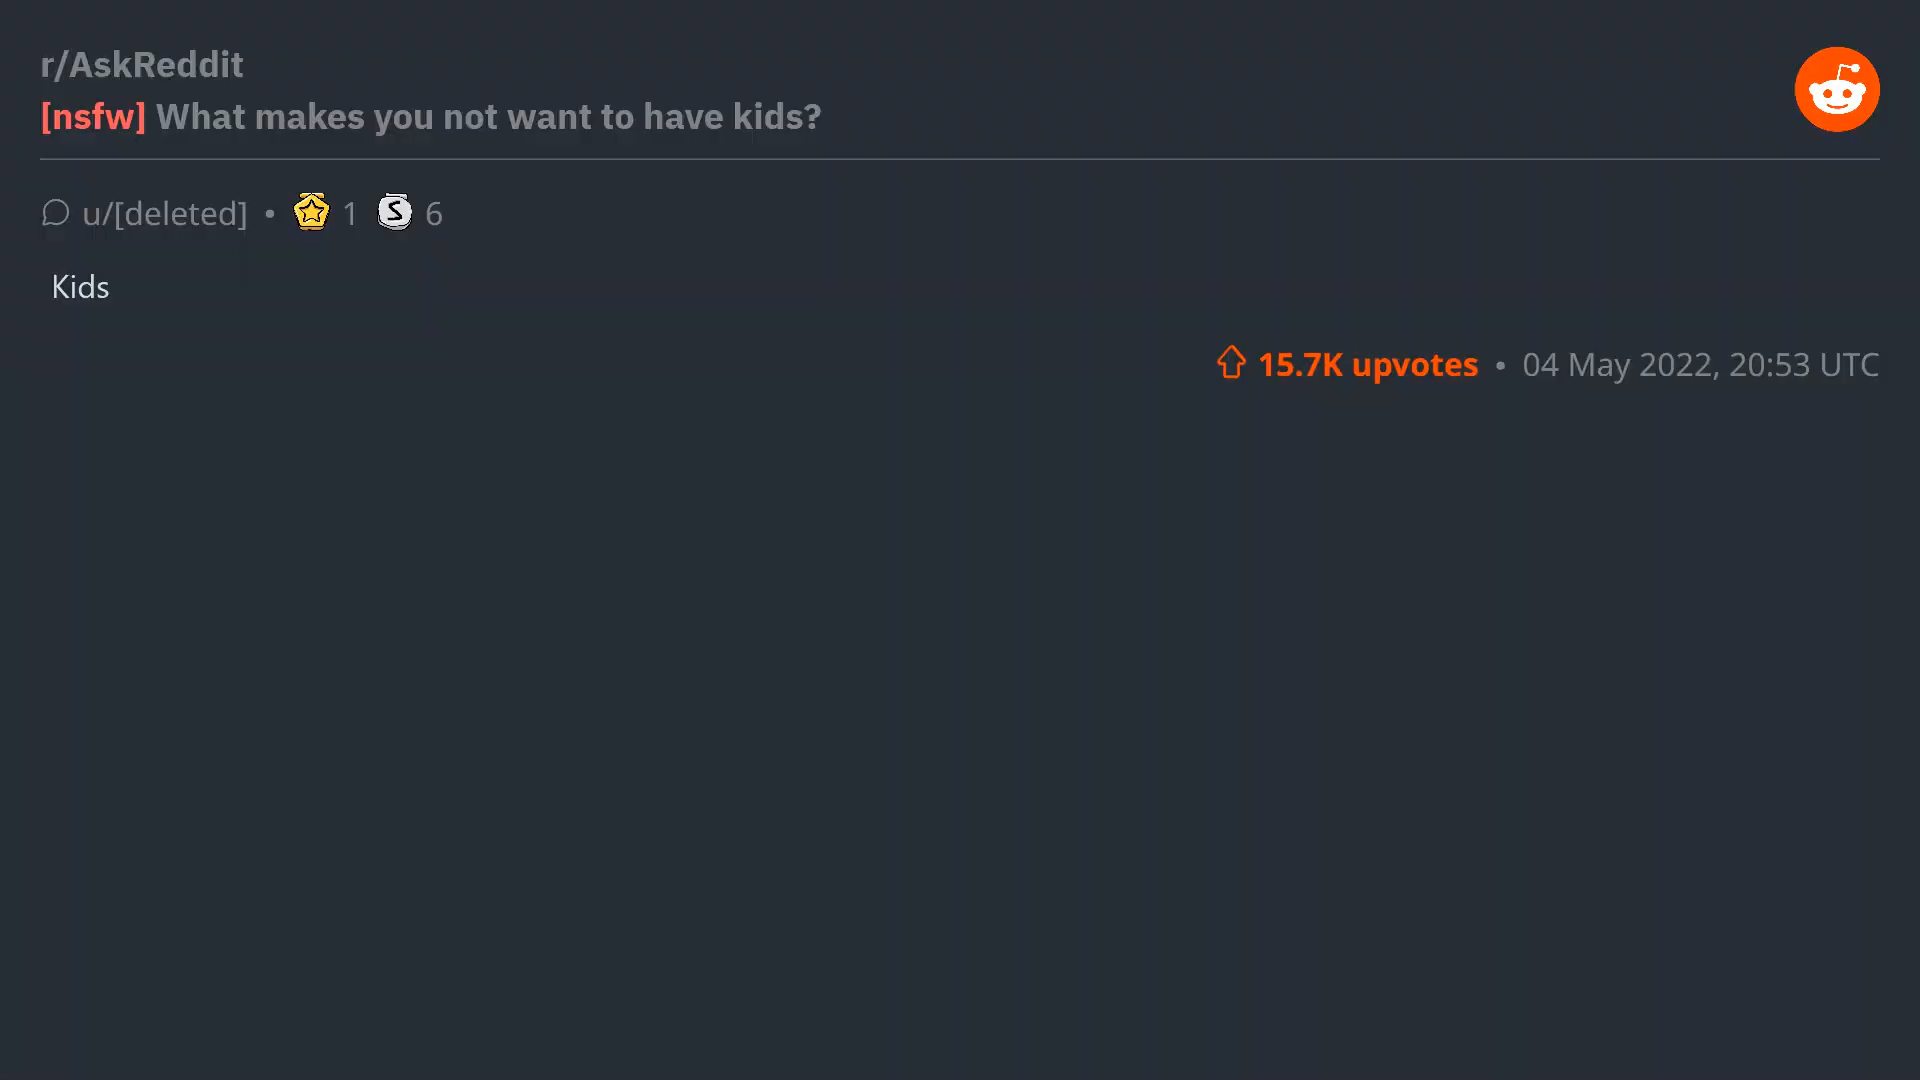 r/AskReddit
[nsfw] What makes you not want to have kids?
u/[deleted] • 1 S 6
Kids
15.7K upvotes • 04 May 2022, 20:53 UTC